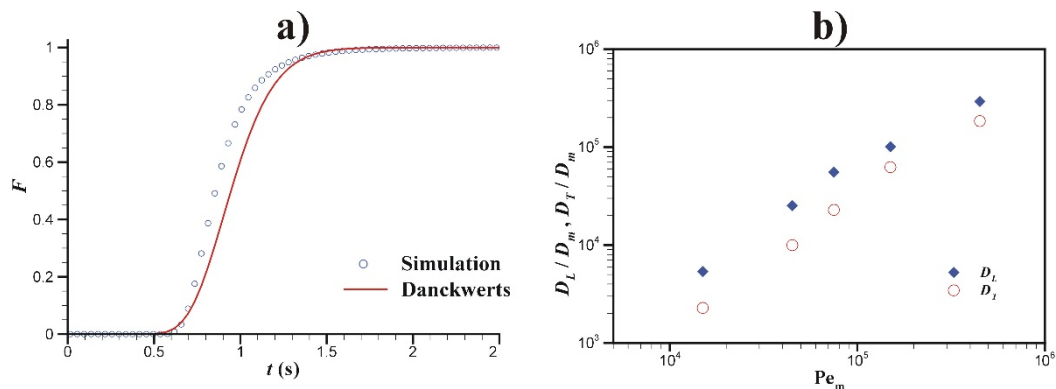 a)
1
0.8
0.6
0.4
0.2
0
F
0
0.5
1
1.5
2
2
t (s)
Simulation
Danckwerts
b)
10^6
10^5
10^4
10^3
D_L / D_m , D_T / D_m
10^4
10^5
10^6
Pe_m
D_L
D_1